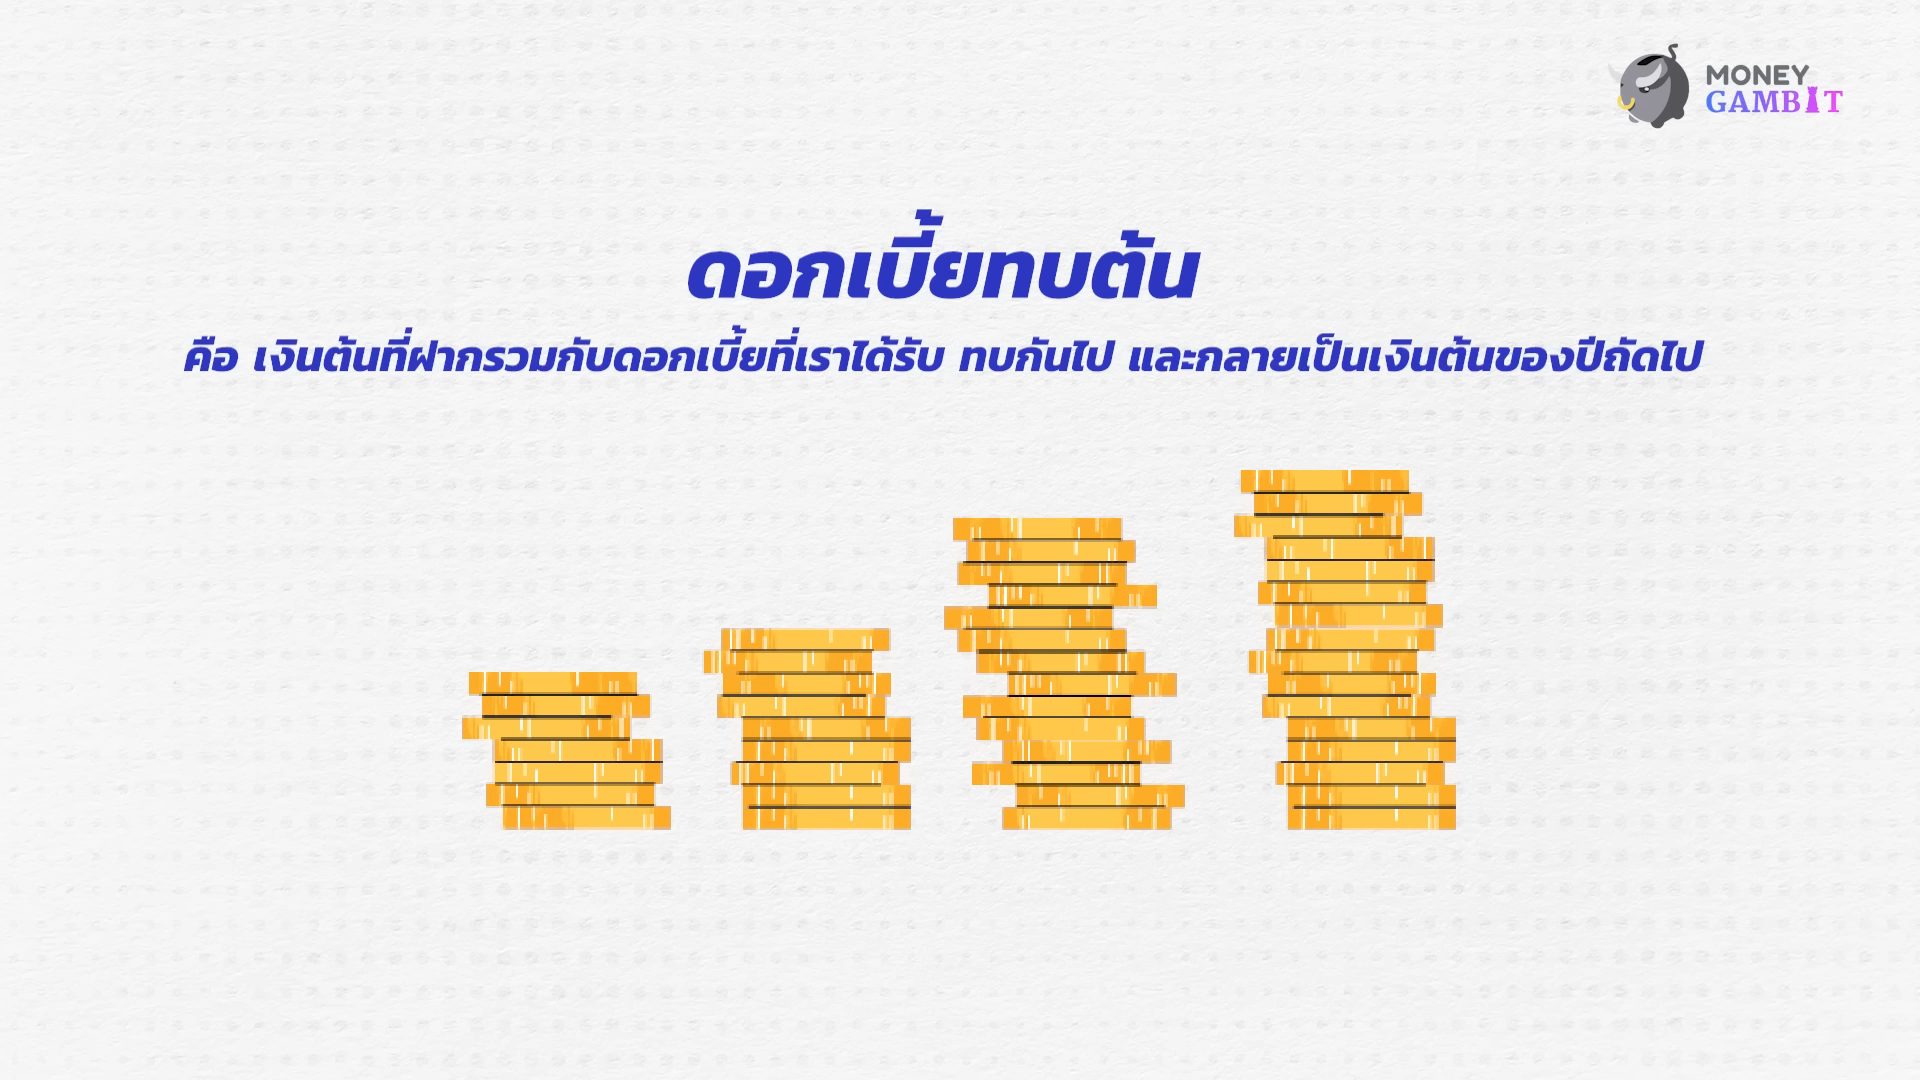 MONEY
GAMBIT
ดอกเบี้ยทบต้น
คือ เงินต้นที่ฝากรวมกับดอกเบี้ยที่เราได้รับ ทบกันไป และกลายเป็นเงินต้นของปีถัดไป